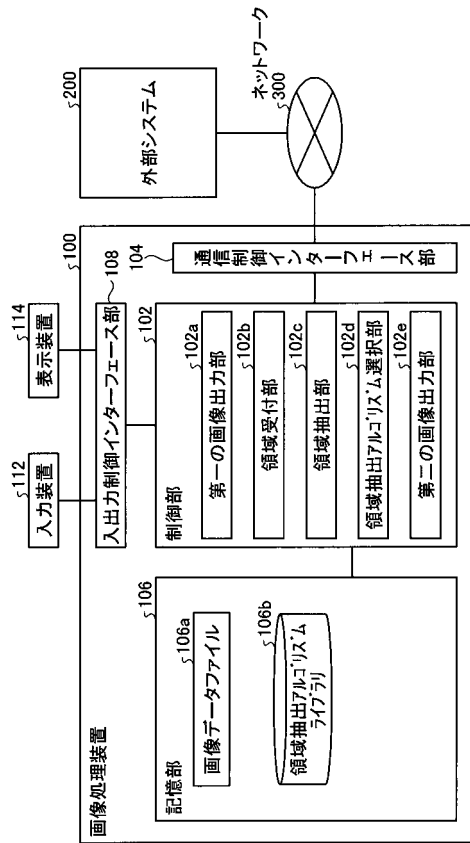 画像処理装置
100
入力装置
112
表示装置
114
入出力制御インターフェース部
108
制御部
102
第一の画像出力部
102a
領域受付部
102b
領域抽出部
102c
領域抽出アルゴリズム選択部
102d
第二の画像出力部
102e
通信制御インターフェース部
104
記憶部
106
画像データファイル
106a
領域抽出アルゴリズム
ライブラリ
106b
外部システム
200
ネットワーク
300